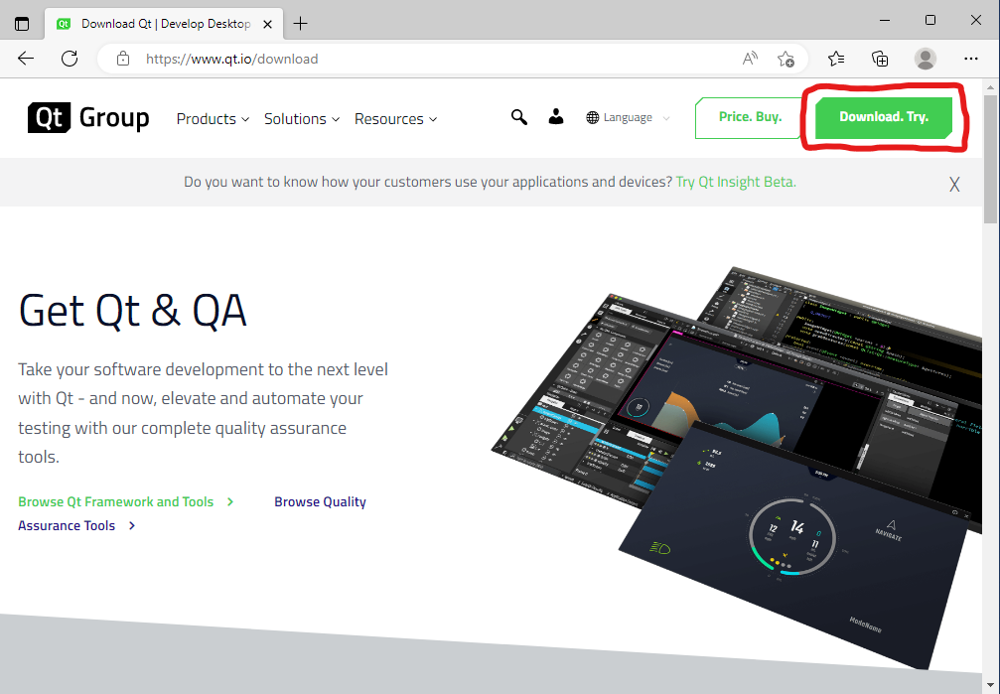 Download Qt | Develop Desktop
https://www.qt.io/download
Qt Group
Products
Solutions
Resources
Language
Price. Buy.
Download. Try.
Do you want to know how your customers use your applications and devices? Try Qt Insight Beta.
X
Get Qt & QA
Take your software development to the next level
with Qt - and now, elevate and automate your
testing with our complete quality assurance
tools.
Browse Qt Framework and Tools
Browse Quality
Assurance Tools
12
14
11
NAVIGATE
ModeName